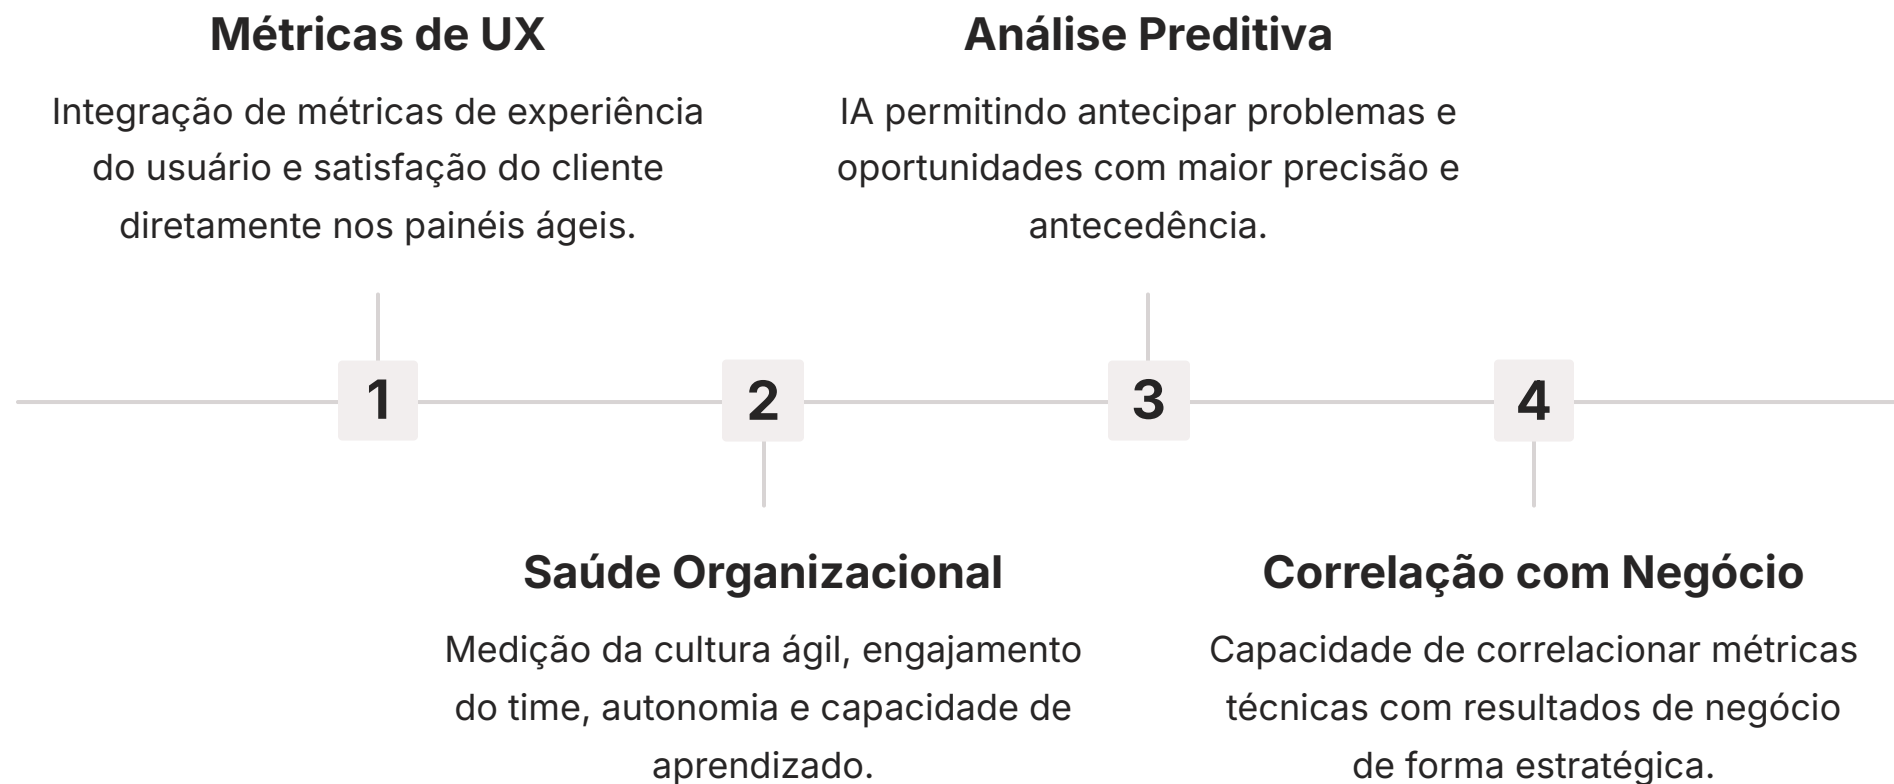 Métricas de UX
Integração de métricas de experiência
do usuário e satisfação do cliente
diretamente nos painéis ágeis.
Análise Preditiva
IA permitindo antecipar problemas e
oportunidades com maior precisão e
antecedência.
1
2
3
4
Saúde Organizacional
Medição da cultura ágil, engajamento
do time, autonomia e capacidade de
aprendizado.
Correlação com Negócio
Capacidade de correlacionar métricas
técnicas com resultados de negócio
de forma estratégica.